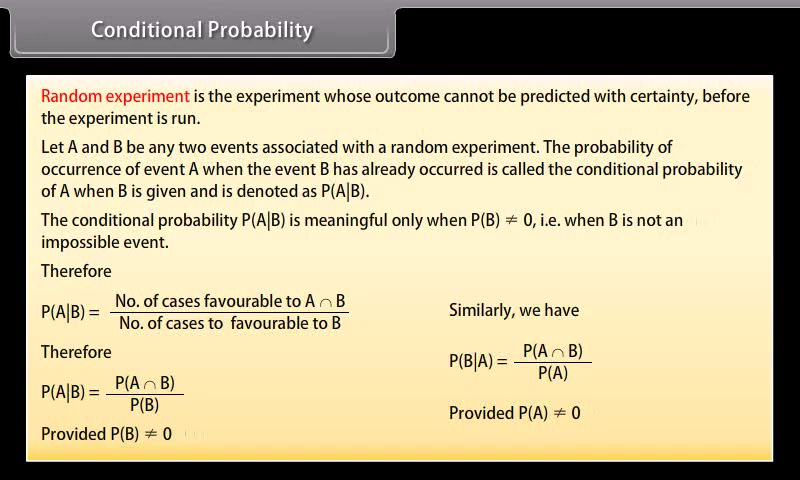 Conditional Probability
Random experiment is the experiment whose outcome cannot be predicted with certainty, before
the experiment is run.
Let A and B be any two events associated with a random experiment. The probability of
occurrence of event A when the event B has already occurred is called the conditional probability
of A when B is given and is denoted as P(A|B).
The conditional probability P(A|B) is meaningful only when P(B) ≠ 0, i.e. when B is not an
impossible event.
Therefore
P(A|B) = No. of cases favourable to A ∩ B
No. of cases to favourable to B
Therefore
P(A|B) = P(A ∩ B)
P(B)
Provided P(B) ≠ 0
Similarly, we have
P(B|A) = P(A ∩ B)
P(A)
Provided P(A) ≠ 0